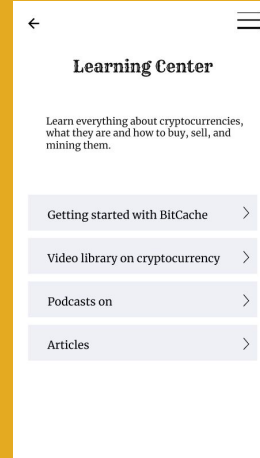 Learning Center
Learn everything about cryptocurrencies,
what they are and how to buy, sell, and
mining them.
Getting started with BitCache
Video library on cryptocurrency
Podcasts on
Articles